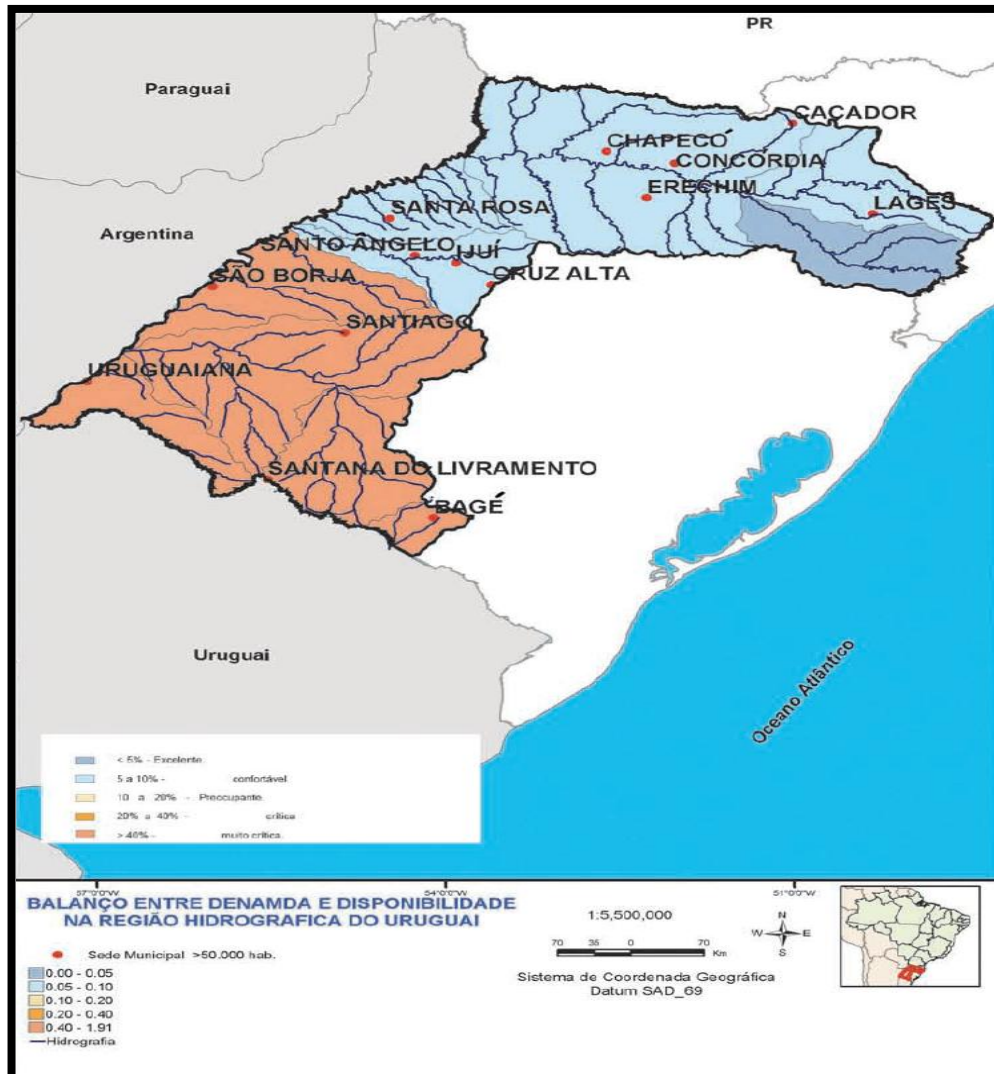 PR
Paraguai
CAÇADOR
CHAPECÓ
CONCÓRDIA
ERECHIM
SANTA ROSA
LAGES
Argentina
SANTO ÂNGELO
IJUÍ
SÃO BORJA
CRUZ ALTA
SANTIAGO
URUGUAIANA
SANTANA DO LIVRAMENTO
BAGÉ
Uruguai
Oceano Atlântico
< 5% - Excelente
5 a 10% - confortável
10 a 20% - Preocupante
20% a 40% - crítica
> 40% - muito crítica.
57°0'0"W 54°0'0"W 51°0'0"W
BALANÇO ENTRE DENAMDA E DISPONIBILIDADE
NA REGIÃO HIDROGRAFICA DO URUGUAI
Sede Municipal >50.000 hab.
0.00 - 0.05
0.05 - 0.10
0.10 - 0.20
0.20 - 0.40
0.40 - 1.91
Hidrografia
1:5,500,000
70 35 0 70
Km
Sistema de Coordenada Geográfica
Datum SAD_69
N
W E
S